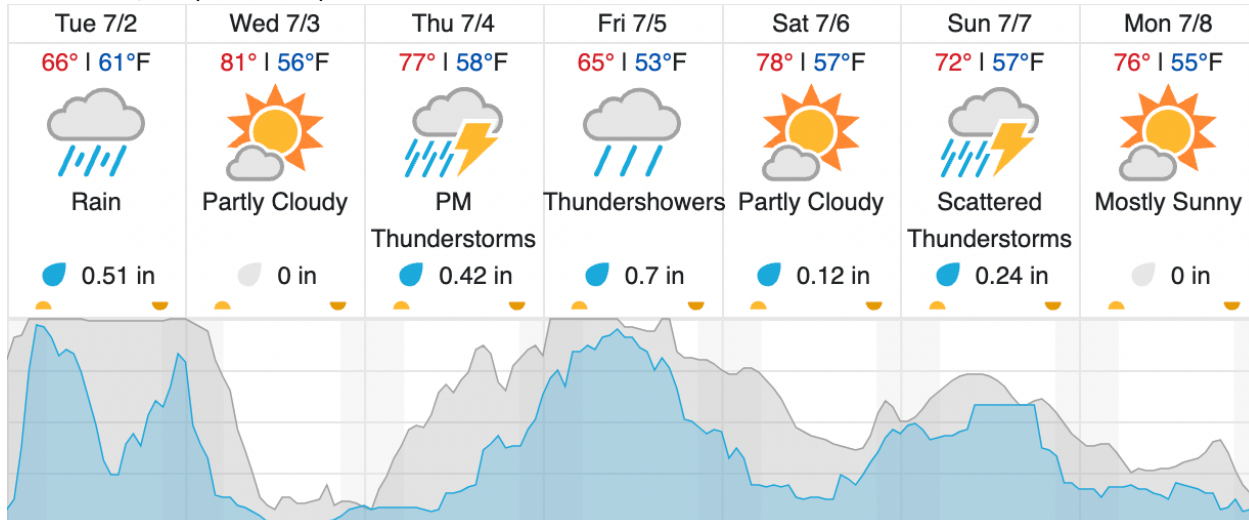 Tue 7/2 Wed 7/3 Thu 7/4 Fri 7/5 Sat 7/6 Sun 7/7 Mon 7/8
66° | 61°F 81° | 56°F 77° | 58°F 65° | 53°F 78° | 57°F 72° | 57°F 76° | 55°F
Rain Partly Cloudy PM Thundershowers Partly Cloudy Scattered Mostly Sunny
Thunderstorms Thunderstorms
0.51 in 0 in 0.42 in 0.7 in 0.12 in 0.24 in 0 in